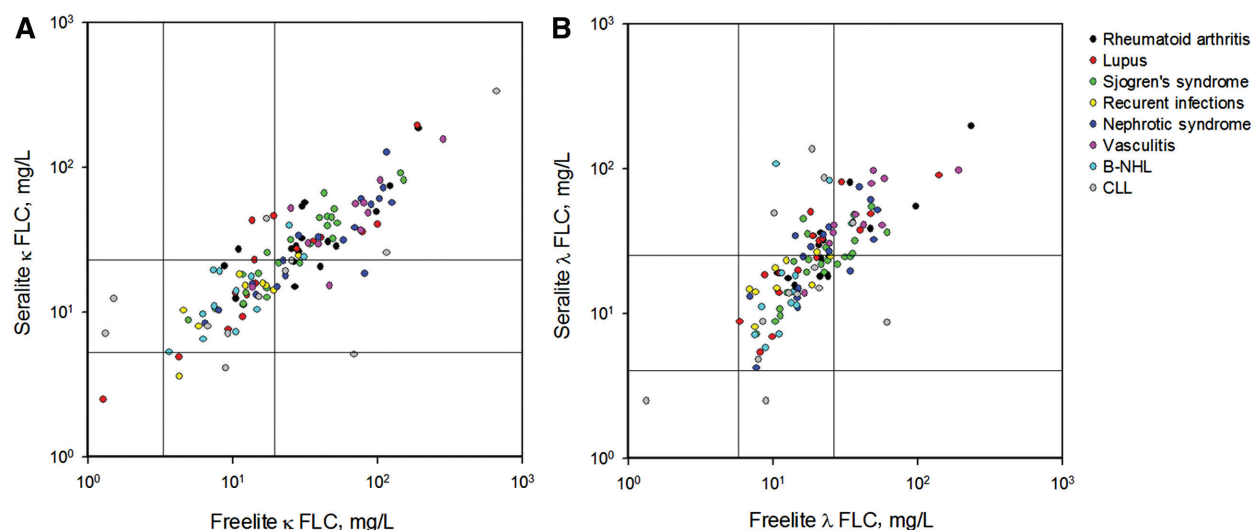 A
Seralite κ FLC, mg/L
10³
10²
10¹
10⁰
10⁰ 10¹ 10² 10³
Freelite κ FLC, mg/L
B
Seralite λ FLC, mg/L
10³
10²
10¹
10⁰
10⁰ 10¹ 10² 10³
Freelite λ FLC, mg/L
Rheumatoid arthritis
Lupus
Sjogren's syndrome
Recurent infections
Nephrotic syndrome
Vasculitis
B-NHL
CLL